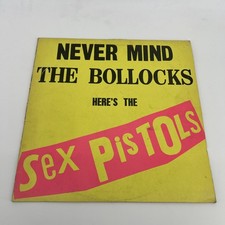 NEVER MIND
THE BOLLOCKS
HERE'S THE
Sex PiSTOLS